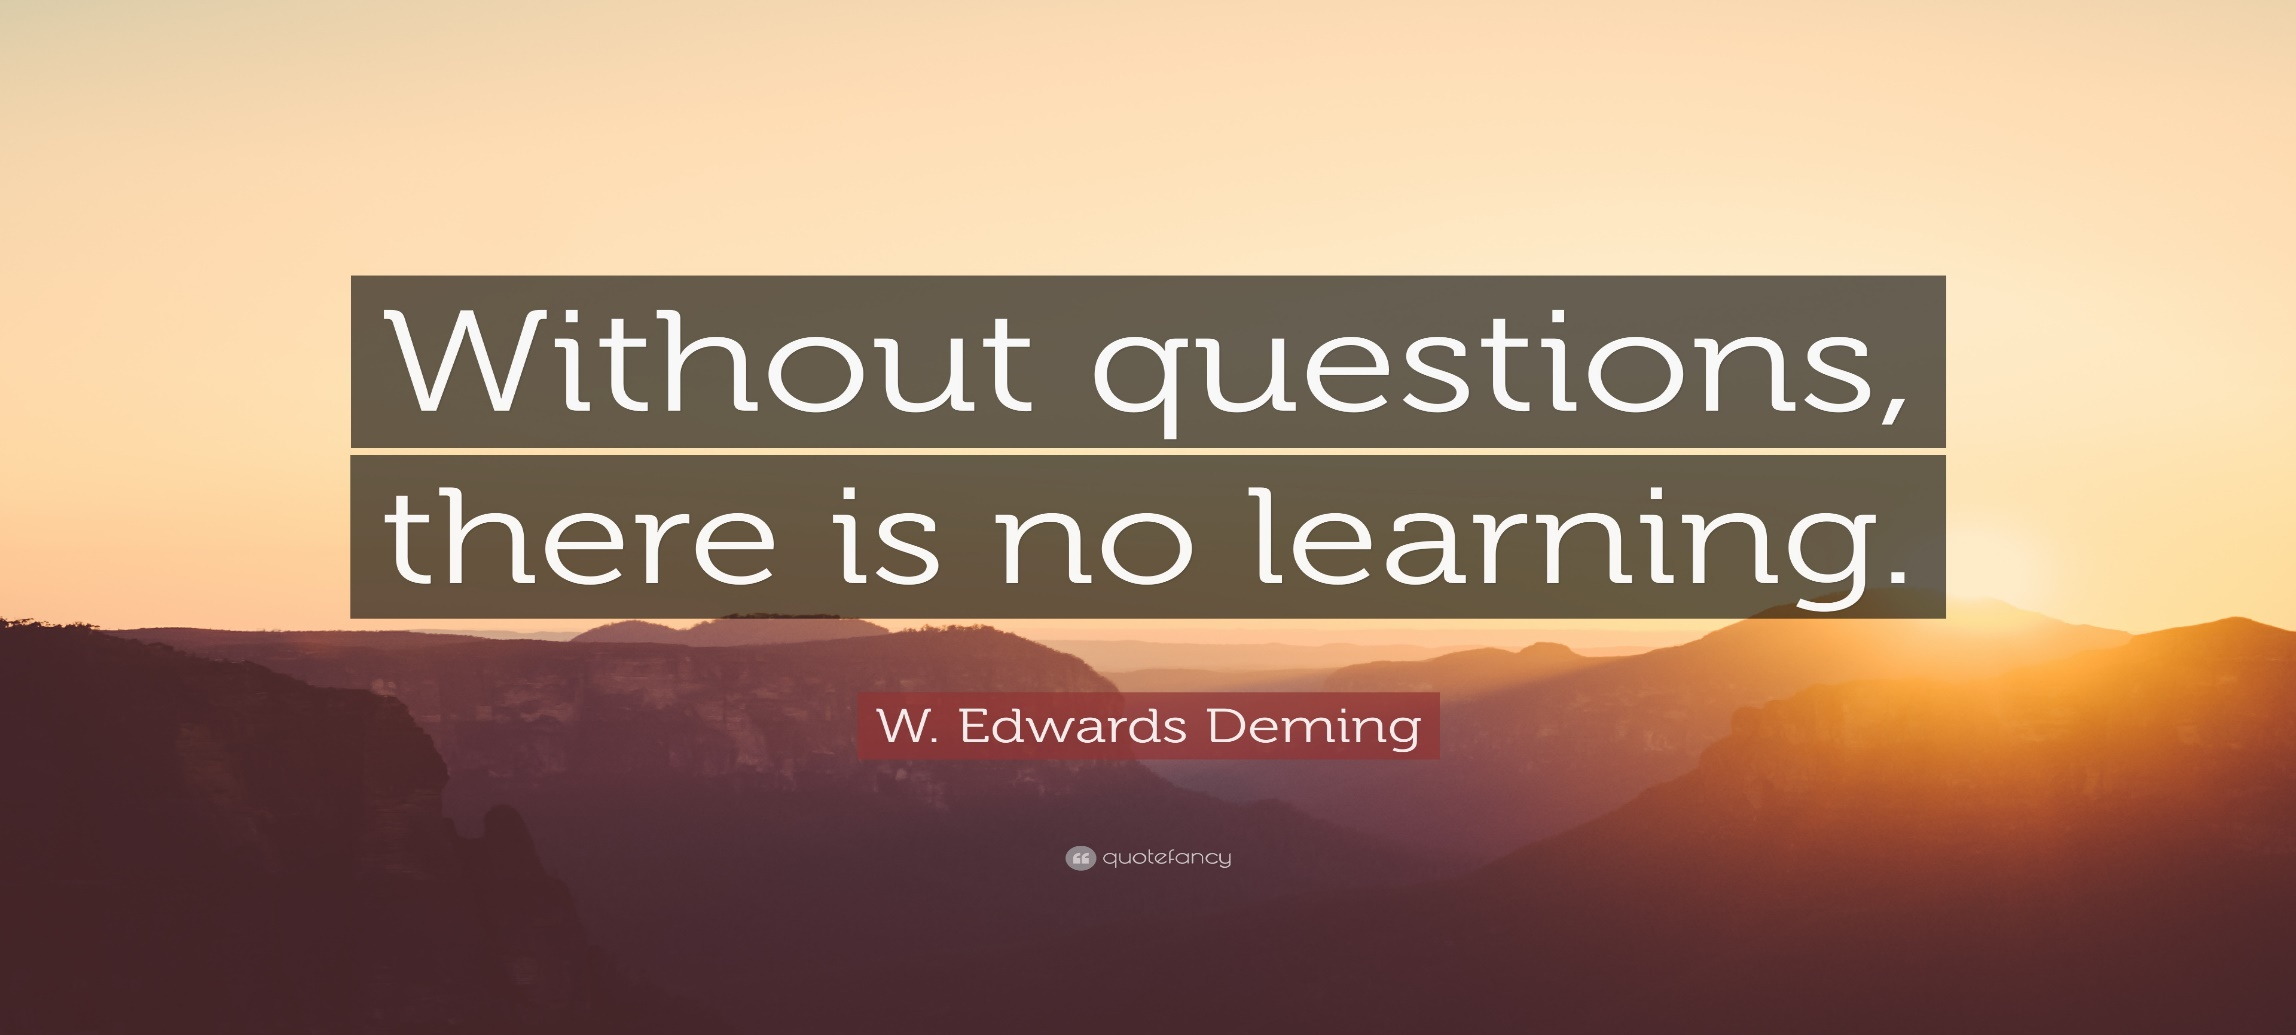 Without questions,
there is no learning.
W. Edwards Deming
quotefancy